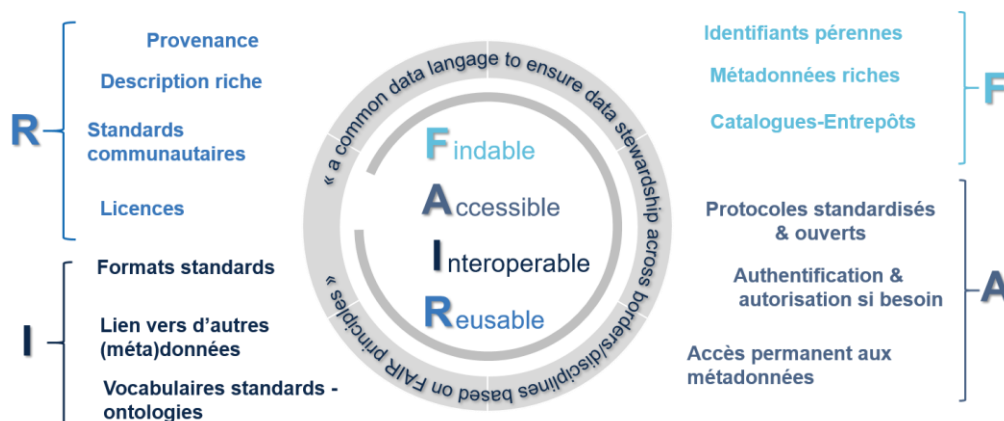 R
Provenance
Description riche
Standards
communautaires
Licences
I
Formats standards
Lien vers d'autres
(méta)données
Vocabulaires standards -
ontologies
« a common data langage to ensure data stewardship across borders/disciplines based on FAIR principles »
Findable
Accessible
Interoperable
Reusable
Identifiants pérennes
Métadonnées riches
Catalogues-Entrepôts
F
Protocoles standardisés
& ouverts
Authentification &
autorisation si besoin
Accès permanent aux
métadonnées
A